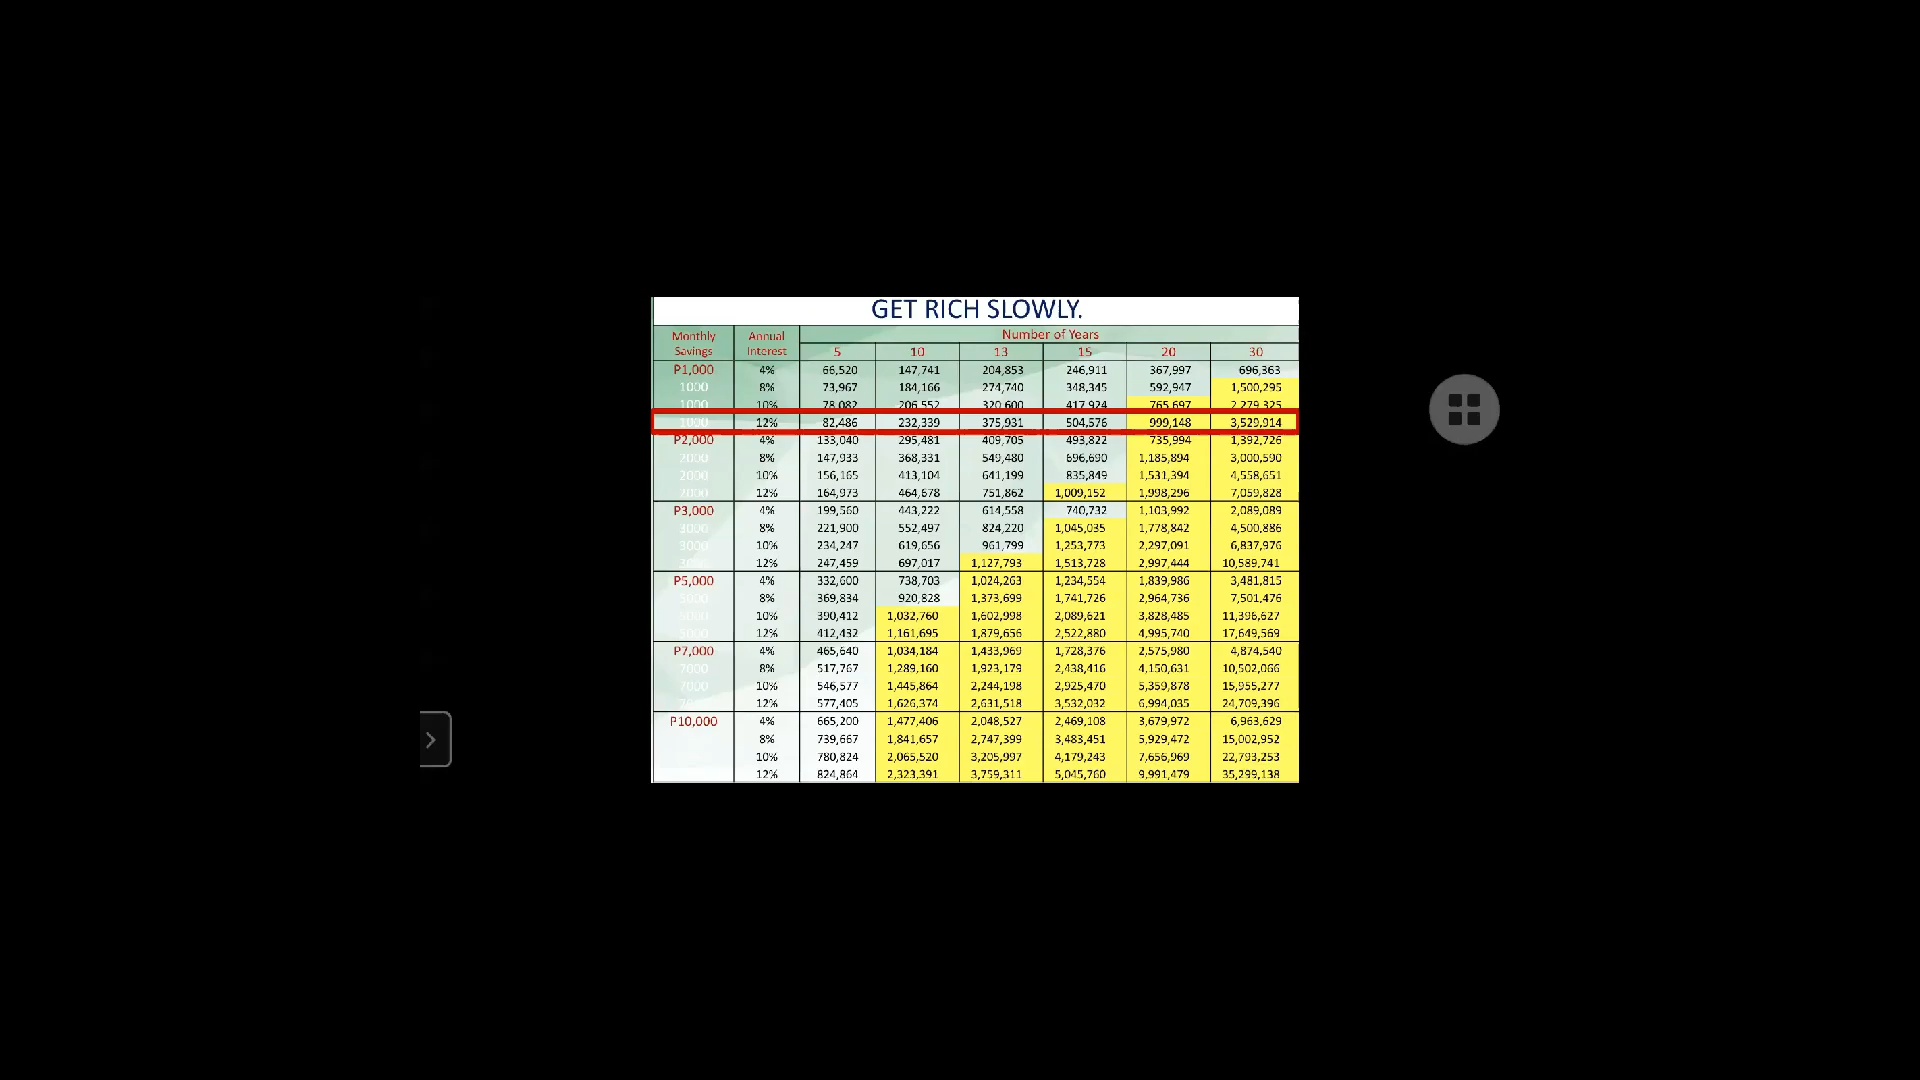 GET RICH SLOWLY.
Monthly Savings Annual Interest Number of Years
5 10 13 15 20 30
P1,000 4% 66,520 147,741 204,853 246,911 367,997 696,363
1000 8% 73,967 184,166 274,740 348,345 592,947 1,500,295
1000 10% 78,082 206,552 320,600 417,924 765,697 2,279,325
1000 12% 82,486 232,339 375,931 504,576 999,148 3,529,914
P2,000 4% 133,040 295,481 409,705 493,822 735,994 1,392,726
2000 8% 147,933 368,331 549,480 696,690 1,185,894 3,000,590
2000 10% 156,165 413,104 641,199 835,849 1,531,394 4,558,651
2000 12% 164,973 464,678 751,862 1,009,152 1,998,296 7,059,828
P3,000 4% 199,560 443,222 614,558 740,732 1,103,992 2,089,089
3000 8% 221,900 552,497 824,220 1,045,035 1,778,842 4,500,886
3000 10% 234,247 619,656 961,799 1,253,773 2,297,091 6,837,976
12% 247,459 697,017 1,127,793 1,513,728 2,997,444 10,589,741
P5,000 4% 332,600 738,703 1,024,263 1,234,554 1,839,986 3,481,815
8% 369,834 920,828 1,373,699 1,741,726 2,964,736 7,501,476
10% 390,412 1,032,760 1,602,998 2,089,621 3,828,485 11,396,627
12% 412,432 1,161,695 1,879,656 2,522,880 4,995,740 17,649,569
P7,000 4% 465,640 1,034,184 1,433,969 1,728,376 2,575,980 4,874,540
7000 8% 517,767 1,289,160 1,923,179 2,438,416 4,150,631 10,502,066
7000 10% 546,577 1,445,864 2,244,198 2,925,470 5,359,878 15,955,277
12% 577,405 1,626,374 2,631,518 3,532,032 6,994,035 24,709,396
P10,000 4% 665,200 1,477,406 2,048,527 2,469,108 3,679,972 6,963,629
8% 739,667 1,841,657 2,747,399 3,483,451 5,929,472 15,002,952
10% 780,824 2,065,520 3,205,997 4,179,243 7,656,969 22,793,253
12% 824,864 2,323,391 3,759,311 5,045,760 9,991,479 35,299,138